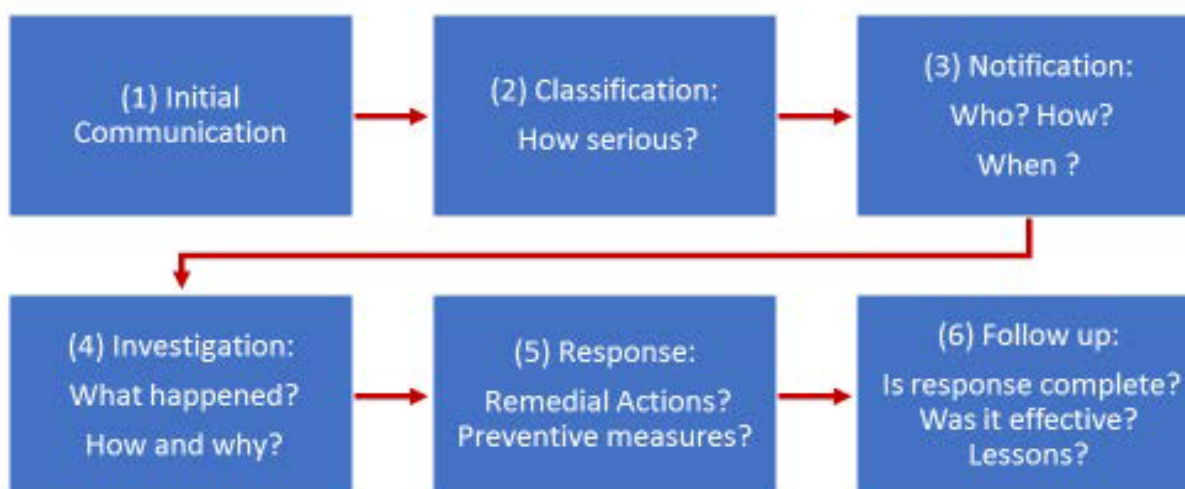 (1) Initial
Communication
(2) Classification:
How serious?
(3) Notification:
Who? How?
When ?
(4) Investigation:
What happened?
How and why?
(5) Response:
Remedial Actions?
Preventive measures?
(6) Follow up:
Is response complete?
Was it effective?
Lessons?